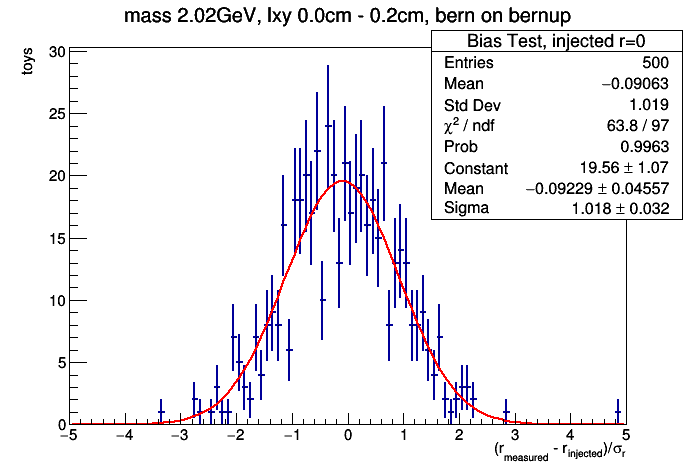 mass 2.02GeV, lxy 0.0cm - 0.2cm, bern on bernup
Bias Test, injected r=0
Entries 500
Mean −0.09063
Std Dev 1.019
χ² / ndf 63.8 / 97
Prob 0.9963
Constant 19.56 ± 1.07
Mean −0.09229 ± 0.04557
Sigma 1.018 ± 0.032
toys
30
25
20
15
10
5
0
−5 −4 −3 −2 −1 0 1 2 3 4 5
(r_measured - r_injected)/σ_r